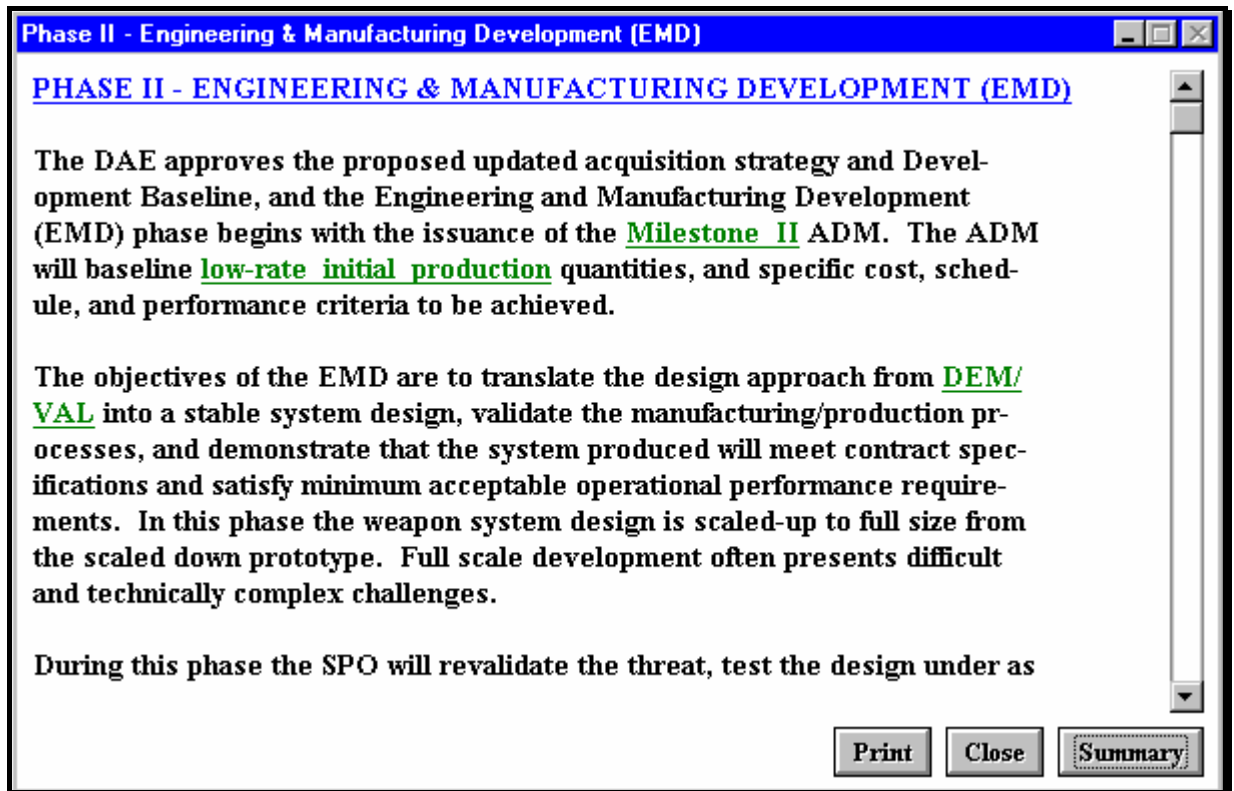 Phase II - Engineering & Manufacturing Development (EMD)
PHASE II - ENGINEERING & MANUFACTURING DEVELOPMENT (EMD)
The DAE approves the proposed updated acquisition strategy and Devel-
opment Baseline, and the Engineering and Manufacturing Development
(EMD) phase begins with the issuance of the Milestone II ADM. The ADM
will baseline low-rate initial production quantities, and specific cost, sched-
ule, and performance criteria to be achieved.
The objectives of the EMD are to translate the design approach from DEM/
VAL into a stable system design, validate the manufacturing/production pr-
ocesses, and demonstrate that the system produced will meet contract spec-
ifications and satisfy minimum acceptable operational performance require-
ments. In this phase the weapon system design is scaled-up to full size from
the scaled down prototype. Full scale development often presents difficult
and technically complex challenges.
During this phase the SPO will revalidate the threat, test the design under as
Print Close Summary